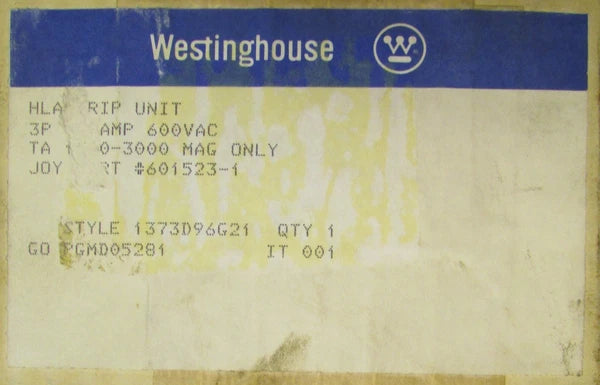 Westinghouse W
HLA RIP UNIT
3P AMP 600VAC
TA 1 0-3000 MAG ONLY
JOY RT #601523-1
STYLE 1373D96G21 QTY 1
GO PGMD05281 IT 001